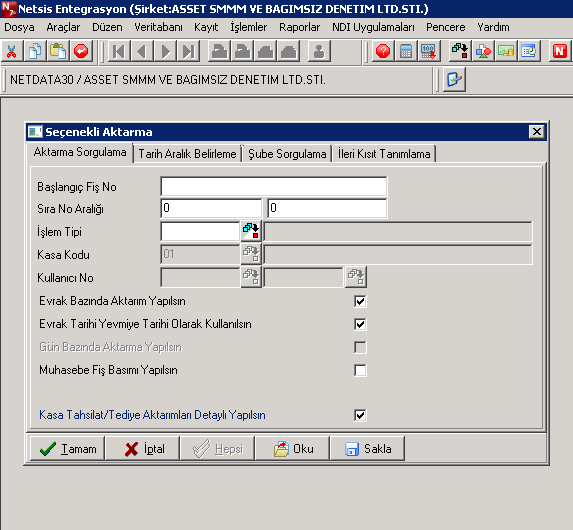 Netsis Entegrasyon (Şirket:ASSET SMMM VE BAGIMSIZ DENETIM LTD.STI.)
Dosya Araçlar Düzen Veritabanı Kayıt İşlemler Raporlar NDI Uygulamaları Pencere Yardım
NETDATA30 / ASSET SMMM VE BAGIMSIZ DENETIM LTD.STI.
Seçenekli Aktarma
Aktarma Sorgulama Tarih Aralık Belirleme Şube Sorgulama İleri Kısıt Tanımlama
Başlangıç Fiş No
Sıra No Aralığı 0 0
İşlem Tipi
Kasa Kodu 01
Kullanıcı No
Evrak Bazında Aktarım Yapılsın
Evrak Tarihi Yevmiye Tarihi Olarak Kullanılsın
Gün Bazında Aktarma Yapılsın
Muhasebe Fiş Basımı Yapılsın
Kasa Tahsilat/Tediye Aktarımları Detaylı Yapılsın
Tamam İptal Hepsi Oku Sakla